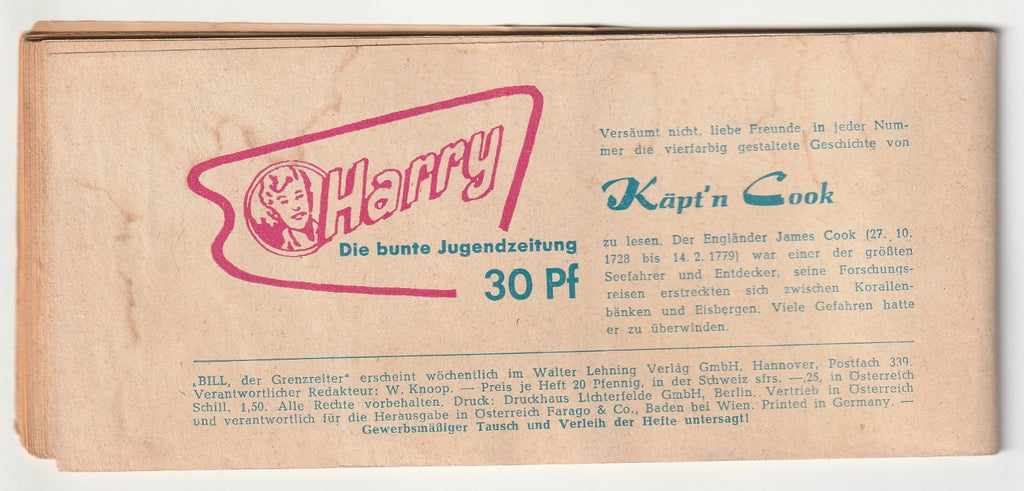 Harry
Die bunte Jugendzeitung
30 Pf
Versäumt nicht, liebe Freunde, in jeder Num-
mer die vierfarbig gestaltete Geschichte von
Käpt'n Cook
zu lesen. Der Engländer James Cook (27. 10.
1728 bis 14. 2. 1779) war einer der größten
Seefahrer und Entdecker, seine Forschungs-
reisen erstreckten sich zwischen Korallen-
bänken und Eisbergen. Viele Gefahren hatte
er zu überwinden.
„BILL, der Grenzreiter" erscheint wöchentlich im Walter Lehning Verlag GmbH, Hannover, Postfach 339.
Verantwortlicher Redakteur: W. Knoop. — Preis je Heft 20 Pfennig, in der Schweiz sfrs. —,25, in Österreich
Schill. 1,50. Alle Rechte vorbehalten. Druck: Druckhaus Lichterfelde GmbH, Berlin. Vertrieb in Österreich
und verantwortlich für die Herausgabe in Österreich Farago & Co., Baden bei Wien. Printed in Germany. —
Gewerbsmäßiger Tausch und Verleih der Hefte untersagt!